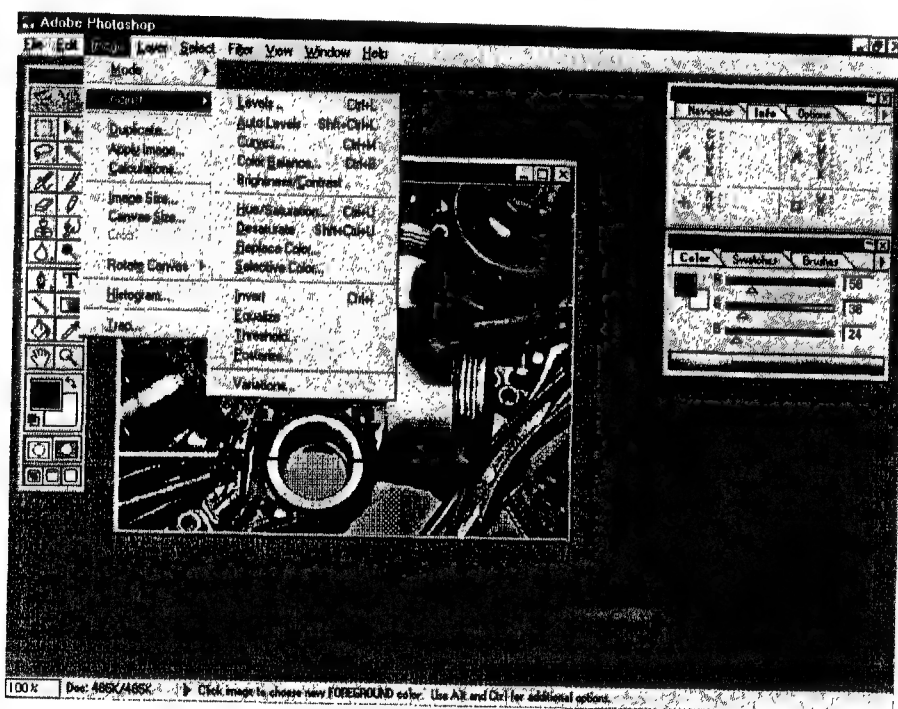 Adobe Photoshop
File Edit Image Layer Select Filter View Window Help
Mode
Adjust
Duplicate...
Apply Image...
Calculations...
Image Size...
Canvas Size...
Crop
Rotate Canvas
Histogram...
Trap...
Levels... Ctrl+L
Auto Levels Shft+Ctrl+L
Curves... Ctrl+M
Color Balance... Ctrl+B
Brightness/Contrast
Hue/Saturation... Ctrl+U
Desaturate Shft+Ctrl+U
Replace Color...
Selective Color...
Invert Ctrl+I
Equalize
Threshold...
Posterize...
Variations...
Navigator Info Options
Color Swatches Brushes
R 56
G 38
B 24
T
100% Doc: 465K/465K Click image to choose new FOREGROUND color. Use Alt and Ctrl for additional options.